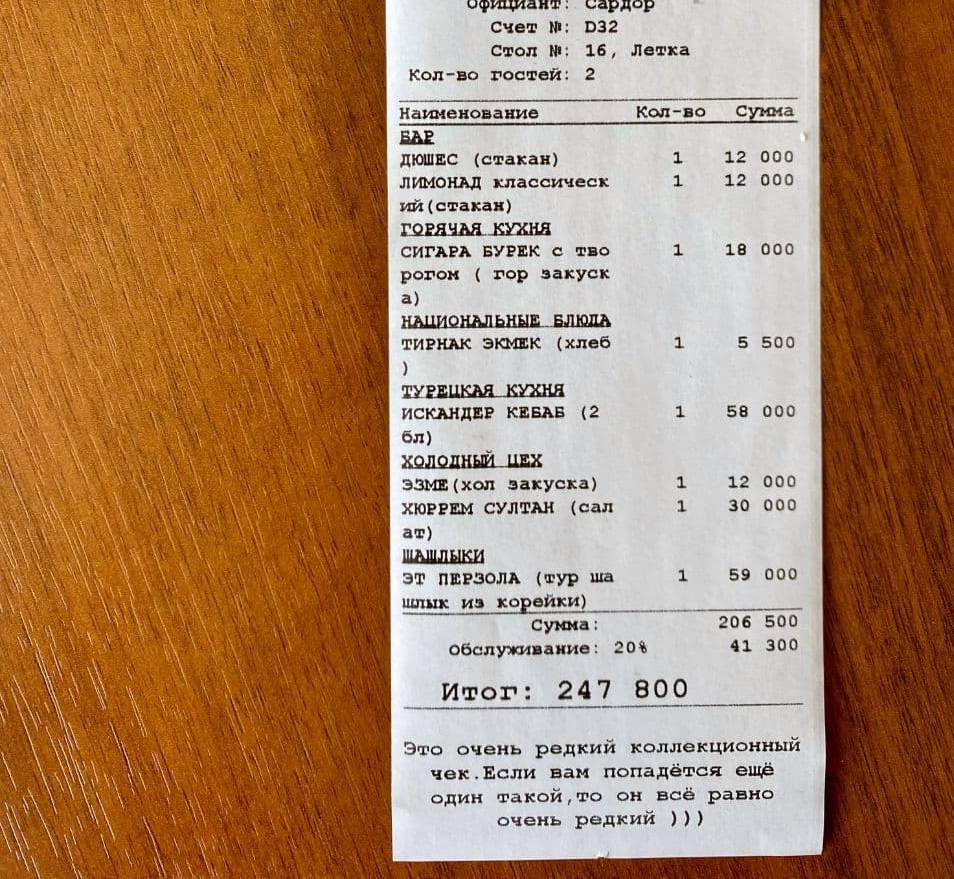 Официант: Сардор
Счет №: D32
Стол №: 16, Летка
Кол-во гостей: 2
Наименование Кол-во Сумма
БАР
ДЮШЕС (стакан) 1 12 000
ЛИМОНАД классическ 1 12 000
ий(стакан)
ГОРЯЧАЯ КУХНЯ
СИГАРА БУРЕК с тво 1 18 000
рогом ( гор закуск
а)
НАЦИОНАЛЬНЫЕ БЛЮДА
ТИРНАК ЭКМЕК (хлеб 1 5 500
)
ТУРЕЦКАЯ КУХНЯ
ИСКАНДЕР КЕБАБ (2 1 58 000
бл)
ХОЛОДНЫЙ ЦЕХ
ЭЗМЕ(хол закуска) 1 12 000
ХЮРРЕМ СУЛТАН (сал 1 30 000
ат)
ШАШЛЫКИ
ЭТ ПЕРЗОЛА (тур ша 1 59 000
шлык из корейки)
Сумма: 206 500
Обслуживание: 20% 41 300
Итог: 247 800
Это очень редкий коллекционный
чек.Если вам попадётся ещё
один такой,то он всё равно
очень редкий )))